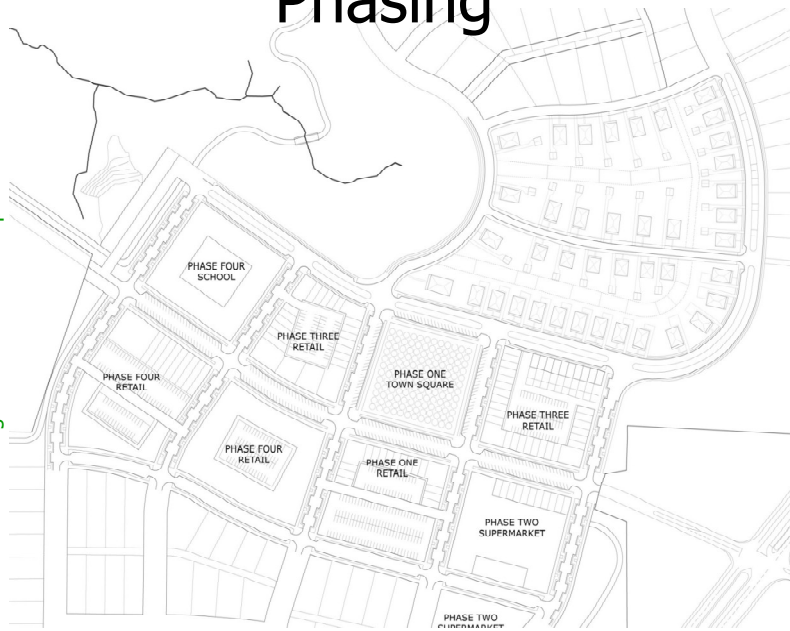 Phasing
PHASE FOUR
SCHOOL
PHASE THREE
RETAIL
PHASE ONE
TOWN SQUARE
PHASE FOUR
RETAIL
PHASE THREE
RETAIL
PHASE FOUR
RETAIL
PHASE ONE
RETAIL
PHASE TWO
SUPERMARKET
PHASE TWO
SUPERMARKET